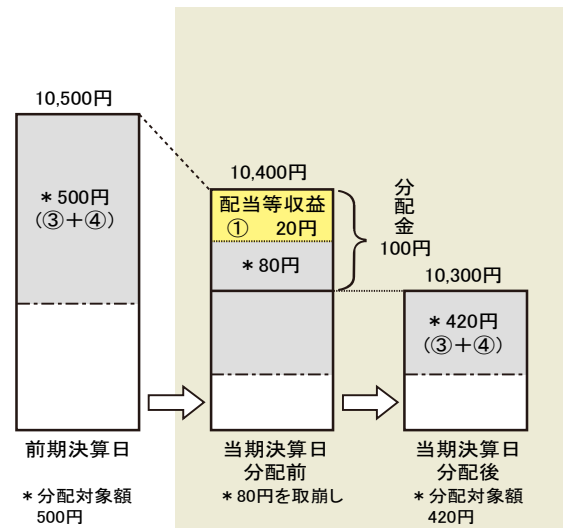 10,500円
＊500円
（③＋④）
前期決算日
＊分配対象額
500円
10,400円
配当等収益
① 20円
＊80円
分配金
100円
当期決算日
分配前
＊80円を取崩し
10,300円
＊420円
（③＋④）
当期決算日
分配後
＊分配対象額
420円